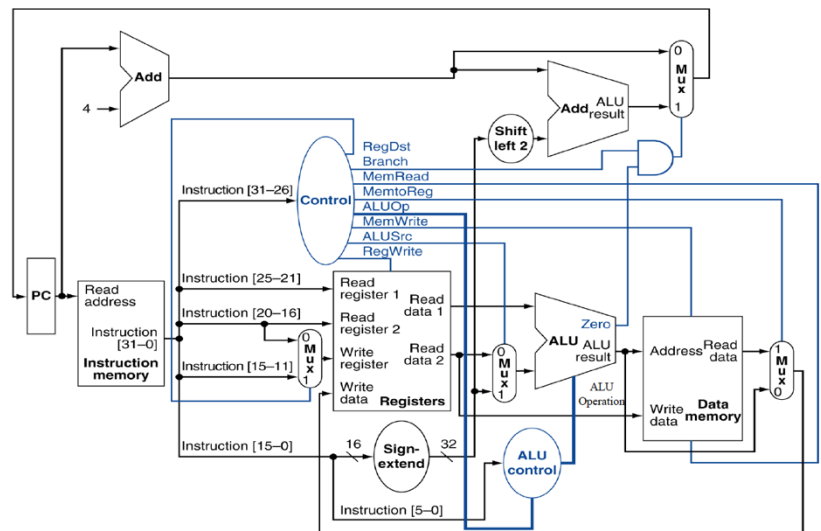 Add
4
0
Mux
1
Add
ALU
result
Shift
left 2
RegDst
Branch
MemRead
MemtoReg
ALUOp
MemWrite
ALUSrc
RegWrite
Control
Instruction [31–26]
PC
Read
address
Instruction
[31–0]
Instruction
memory
Instruction [25–21]
Instruction [20–16]
Instruction [15–11]
0
Mux
1
Read
register 1
Read
register 2
Write
register
Write
data
Read
data 1
Read
data 2
Registers
0
Mux
1
Zero
ALU
ALU
result
ALU
Operation
Address
Read
data
Write
data
Data
memory
1
Mux
0
Instruction [15–0]
16
Sign-
extend
32
ALU
control
Instruction [5–0]